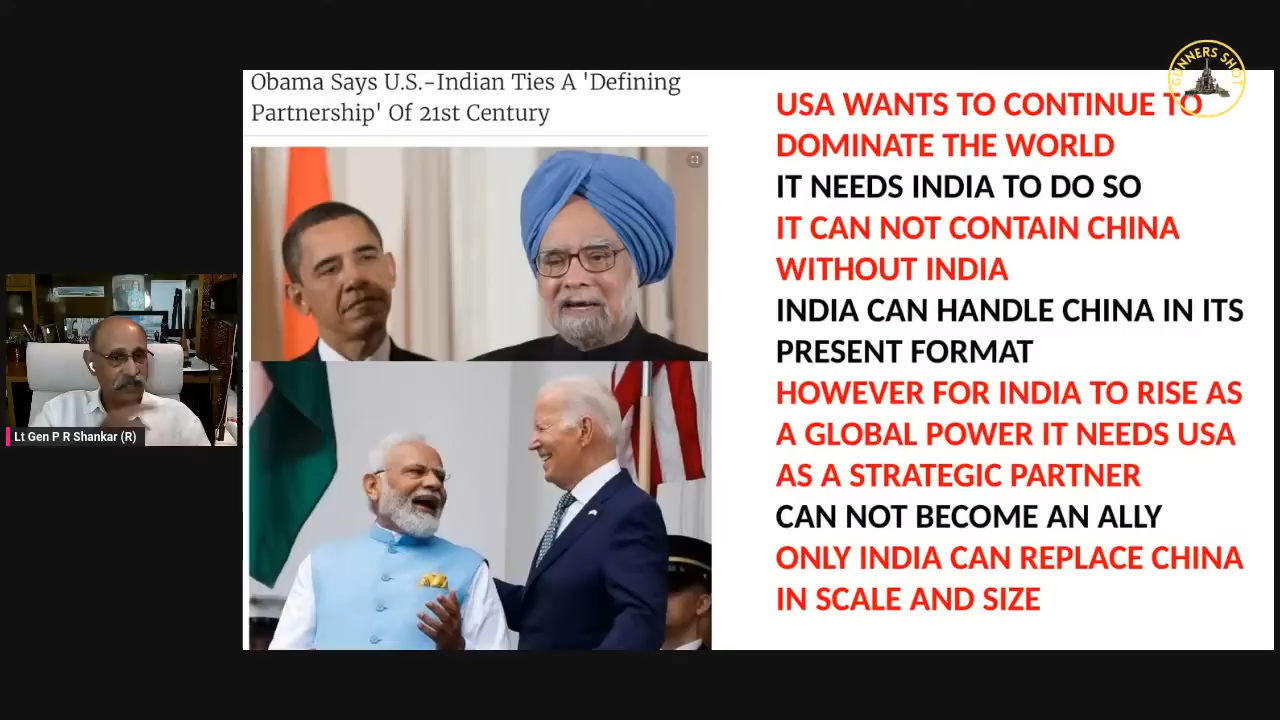 Obama Says U.S.-Indian Ties A 'Defining
Partnership' Of 21st Century
GUNNERS SHOT
USA WANTS TO CONTINUE TO
DOMINATE THE WORLD
IT NEEDS INDIA TO DO SO
IT CAN NOT CONTAIN CHINA
WITHOUT INDIA
INDIA CAN HANDLE CHINA IN ITS
PRESENT FORMAT
HOWEVER FOR INDIA TO RISE AS
A GLOBAL POWER IT NEEDS USA
AS A STRATEGIC PARTNER
CAN NOT BECOME AN ALLY
ONLY INDIA CAN REPLACE CHINA
IN SCALE AND SIZE
Lt Gen P R Shankar (R)